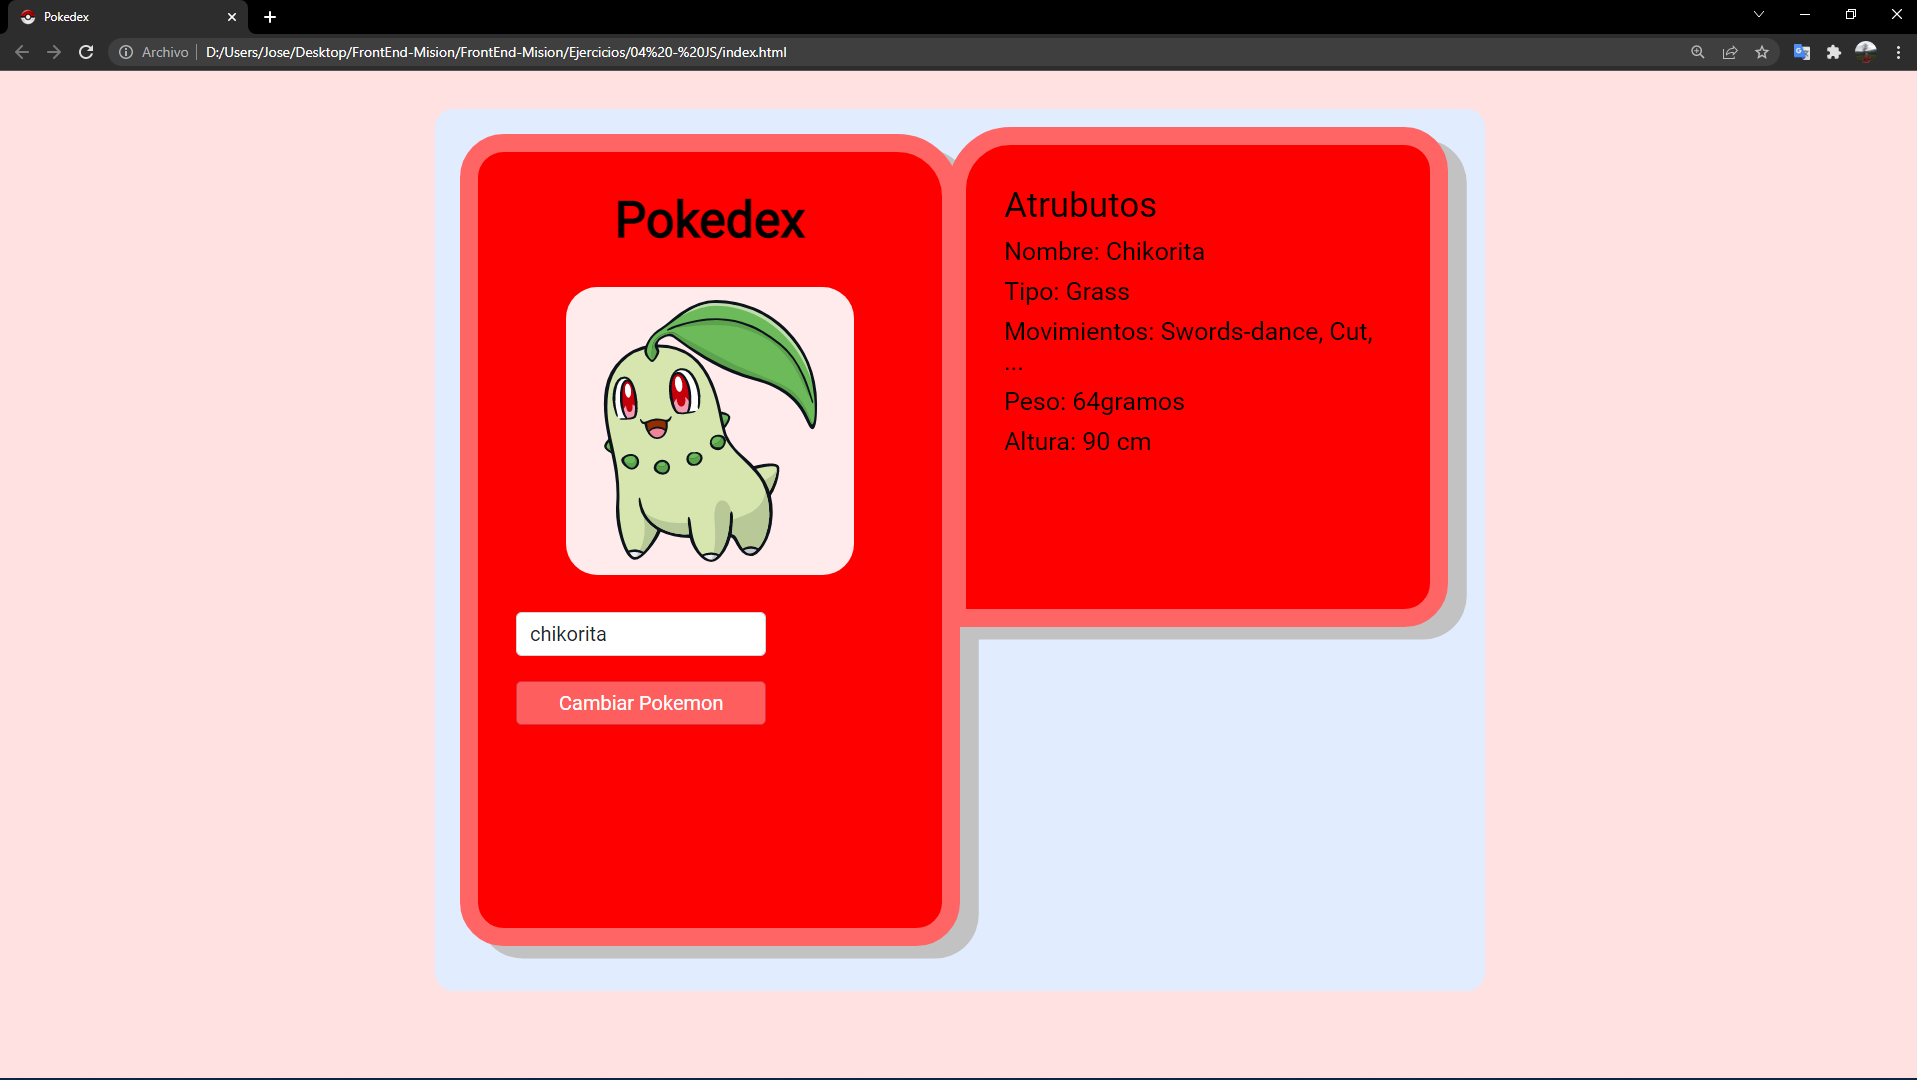 Pokedex
Archivo
D:/Users/Jose/Desktop/FrontEnd-Mision/FrontEnd-Mision/Ejercicios/04%20-%20JS/index.html
Pokedex
chikorita
Cambiar Pokemon
Atrubutos
Nombre: Chikorita
Tipo: Grass
Movimientos: Swords-dance, Cut,
...
Peso: 64gramos
Altura: 90 cm